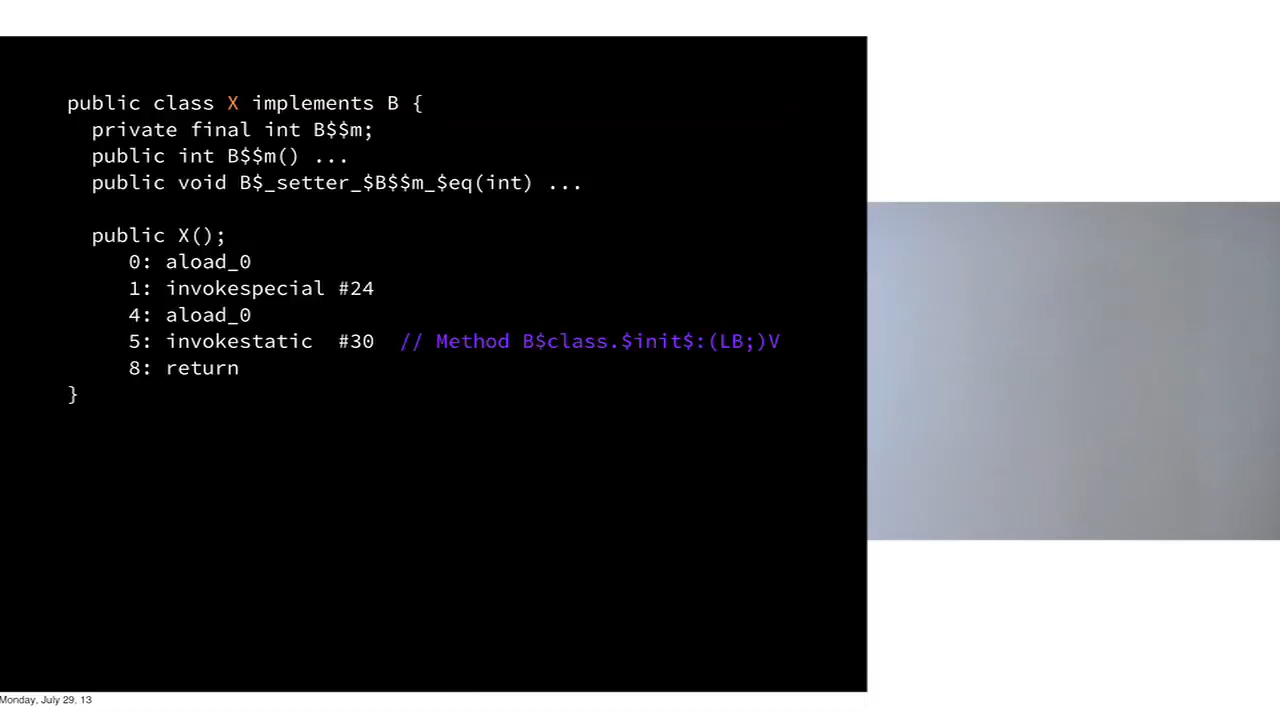 public class X implements B {
private final int B$$m;
public int B$$m() ...
public void B$_setter_$B$$m_$eq(int) ...
public X();
0: aload_0
1: invokespecial #24
4: aload_0
5: invokestatic #30 // Method B$class.$init$:(LB;)V
8: return
}
Monday, July 29, 13